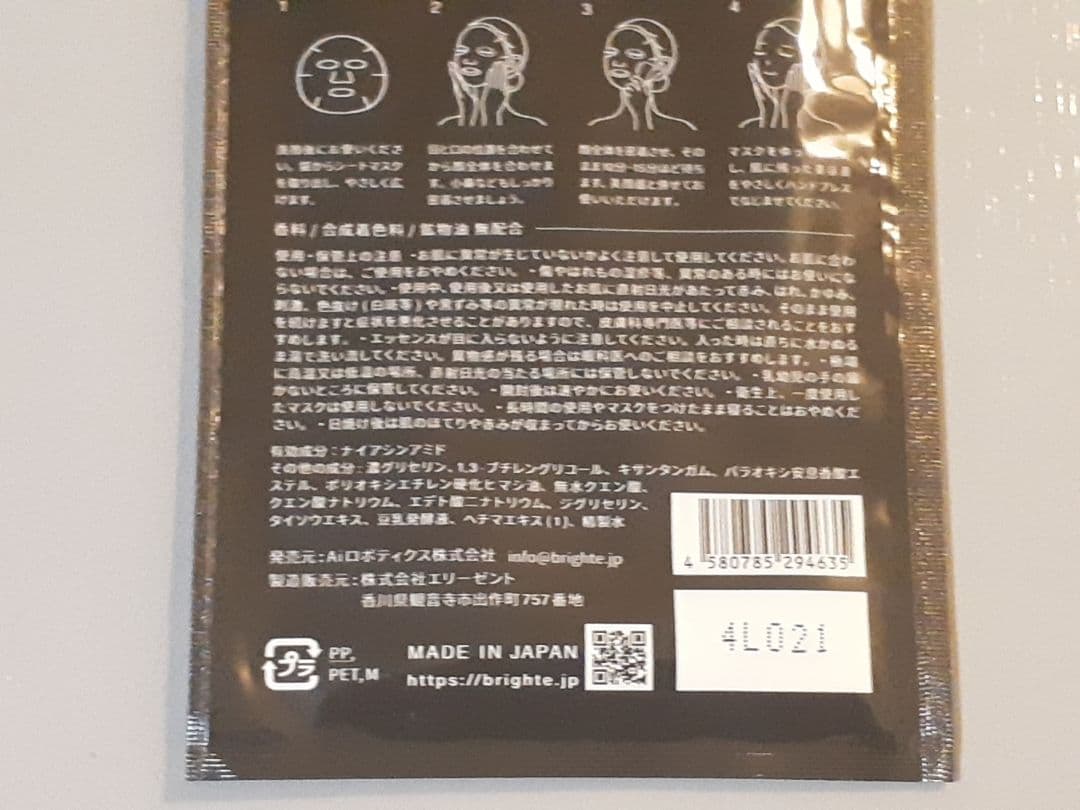 1 2 3 4
洗顔後にお使いくださ
い。袋からシートマスク
を取り出し、やさしく広
げます。
目と口の位置を合わせて
から顔全体を合わせま
す。小鼻などもしっかり
密着させましょう。
顔全体を密着させ、その
まま10分~15分ほど待ち
ます。
使いいただけます。
マスクをゆっ
し、肌に残った
をやさしくハンドプレス
でなじませてください。
香料/合成着色料/鉱物油 無配合
使用・保管上の注意 ・お肌に異常が生じていないかよく注意して使用してください。お肌に合わ
ない場合は、ご使用をおやめください。・傷やはれもの湿疹等、異常のある時にはお使いにな
らないでください。・使用中、使用後又は使用したお肌に直射日光があたって赤み、はれ、かゆみ、
刺激、色抜け(白斑等)や黒ずみ等の異常が現れた時は使用を中止してください。そのまま使用
を続けますと症状を悪化させることがありますので、皮膚科専門医等にご相談されることをおす
すめします。・エッセンスが目に入らないように注意してください。入った時は直ちに水かぬる
ま湯で洗い流してください。異物感が残る場合は眼科医へのご相談をおすすめします。・極端
に高温又は低温の場所、直射日光の当たる場所には保管しないでください。・乳幼児の手の届
かないところに保管してください。・開封後は速やかにお使いください。・衛生上、一度使用し
たマスクは使用しないでください。・長時間の使用やマスクをつけたまま寝ることはおやめくだ
さい。・日焼け後は肌のほてりや赤みが収まってからお使いください。
有効成分:ナイアシンアミド
その他の成分:濃グリセリン、1,3-ブチレングリコール、キサンタンガム、パラオキシ安息香酸エ
ステル、ポリオキシエチレン硬化ヒマシ油、無水クエン酸、
クエン酸ナトリウム、エデト酸二ナトリウム、ジグリセリン、
タイソウエキス、豆乳発酵液、ヘチマエキス(1)、精製水
発売元:Aiロボティクス株式会社 info@brighte.jp
製造販売元:株式会社エリーゼント
香川県観音寺市出作町757番地
4 580785 294635
4L021
プラ
PP,
PET,M
MADE IN JAPAN
https://brighte.jp